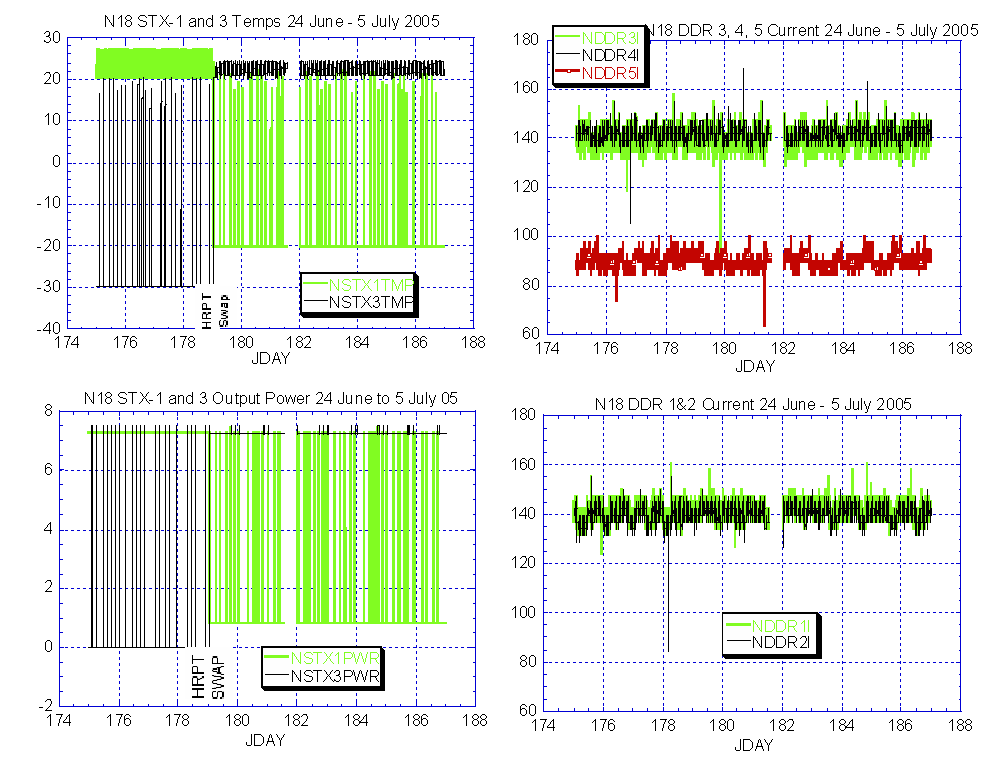 N18 STX-1 and 3 Temps 24 June - 5 July 2005
30
20
10
0
-10
-20
-30
-40
174 176 178 180 182 184 186 188
JDAY
NSTX1TMP
NSTX3TMP
HRPT
Swap
N18 DDR 3, 4, 5 Current 24 June - 5 July 2005
NDDR3I
NDDR4I
NDDR5I
180
160
140
120
100
80
60
174 176 178 180 182 184 186 188
JDAY
N18 STX-1 and 3 Output Power 24 June to 5 July 05
8
6
4
2
0
-2
174 176 178 180 182 184 186 188
JDAY
HRPT
SWAP
NSTX1PWR
NSTX3PWR
N18 DDR 1&2 Current 24 June - 5 July 2005
180
160
140
120
100
80
60
174 176 178 180 182 184 186 188
JDAY
NDDR1I
NDDR2I